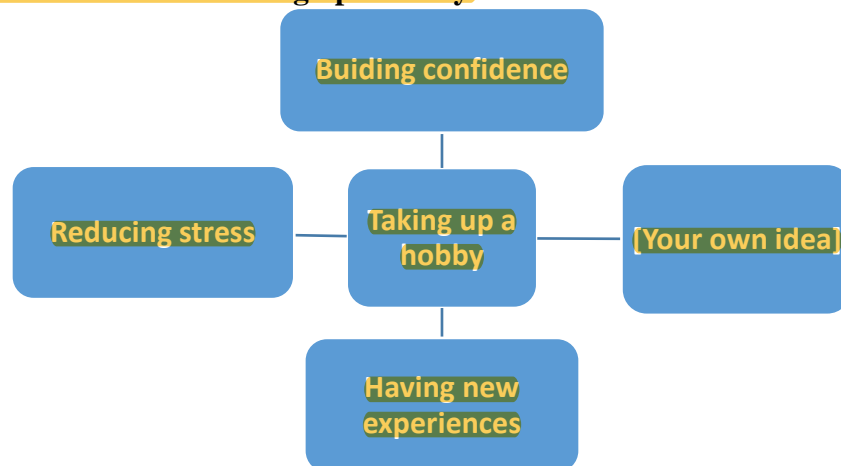 Buiding confidence
Reducing stress
Taking up a
hobby
[Your own idea]
Having new
experiences